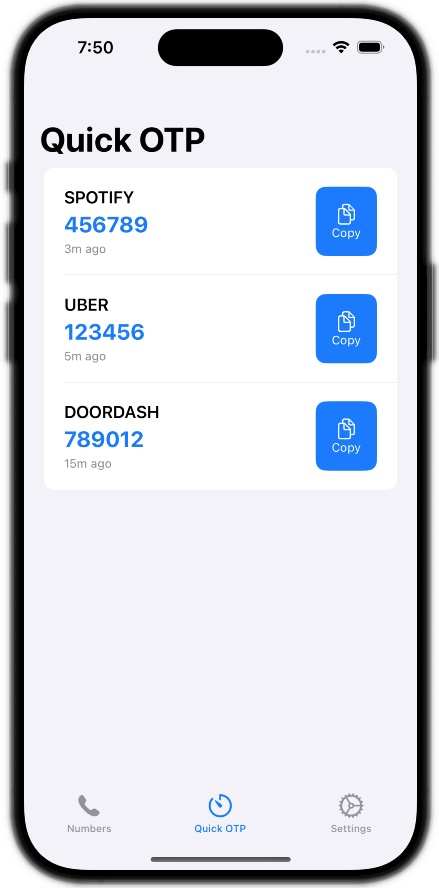 7:50
Quick OTP
SPOTIFY
456789
3m ago
Copy
UBER
123456
5m ago
Copy
DOORDASH
789012
15m ago
Copy
Numbers
Quick OTP
Settings